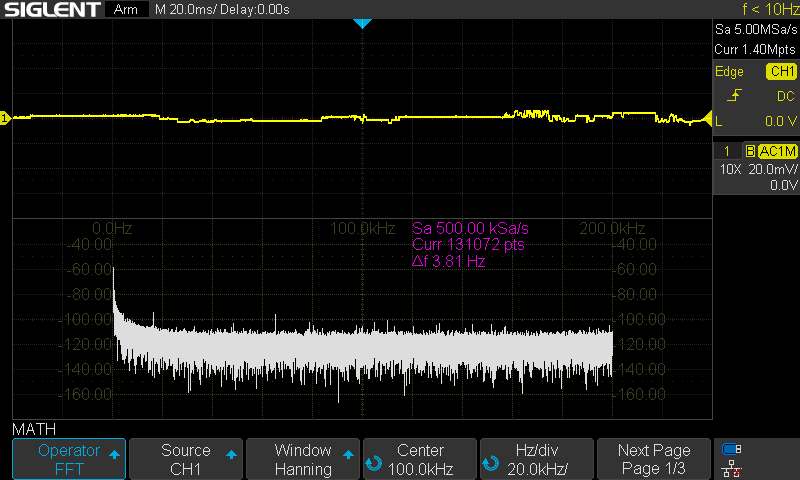 SIGLENT Arm M 20.0ms/ Delay:0.00s f < 10Hz
Sa 5.00MSa/s
Curr 1.40Mpts
Edge CH1
DC
L 0.0 V
1 B AC1M
10X 20.0mV/
0.0V
1
0.0Hz 100.0kHz 200.0kHz
Sa 500.00 kSa/s
Curr 131072 pts
Δf 3.81 Hz
-40.00 -40.00
-60.00 -60.00
-80.00 -80.00
-100.00 -100.00
-120.00 -120.00
-140.00 -140.00
-160.00 -160.00
MATH
Operator FFT
Source CH1
Window Hanning
Center 100.0kHz
Hz/div 20.0kHz/
Next Page Page 1/3